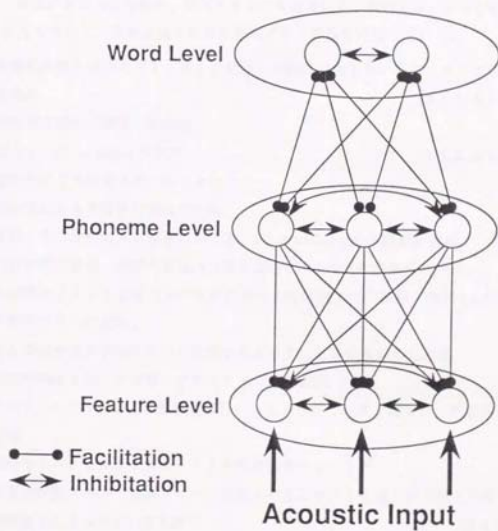 Word Level
Phoneme Level
Feature Level
Facilitation
Inhibitation
Acoustic Input